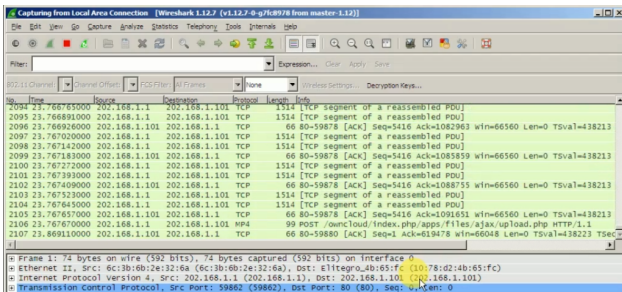 Capturing from Local Area Connection [Wireshark 1.12.7 (v1.12.7-0-g7fc8978 from master-1.12)]
File Edit View Go Capture Analyze Statistics Telephony Tools Internals Help
Filter: Expression... Clear Apply Save
802.11 Channel: Channel Offset: FCS Filter: All Frames None Wireless Settings... Decryption Keys...
No. Time Source Destination Protocol Length Info
2094 23.766765000 202.168.1.1 202.168.1.101 TCP 1514 [TCP segment of a reassembled PDU]
2095 23.766891000 202.168.1.1 202.168.1.101 TCP 1514 [TCP segment of a reassembled PDU]
2096 23.766926000 202.168.1.101 202.168.1.1 TCP 66 80→59878 [ACK] Seq=5416 Ack=1082963 Win=66560 Len=0 TSval=438213
2097 23.767020000 202.168.1.1 202.168.1.101 TCP 1514 [TCP segment of a reassembled PDU]
2098 23.767142000 202.168.1.1 202.168.1.101 TCP 1514 [TCP segment of a reassembled PDU]
2099 23.767183000 202.168.1.101 202.168.1.1 TCP 66 80→59878 [ACK] Seq=5416 Ack=1085859 Win=66560 Len=0 TSval=438213
2100 23.767272000 202.168.1.1 202.168.1.101 TCP 1514 [TCP segment of a reassembled PDU]
2101 23.767393000 202.168.1.1 202.168.1.101 TCP 1514 [TCP segment of a reassembled PDU]
2102 23.767409000 202.168.1.101 202.168.1.1 TCP 66 80→59878 [ACK] Seq=5416 Ack=1088755 Win=66560 Len=0 TSval=438213
2103 23.767523000 202.168.1.1 202.168.1.101 TCP 1514 [TCP segment of a reassembled PDU]
2104 23.767645000 202.168.1.1 202.168.1.101 TCP 1514 [TCP segment of a reassembled PDU]
2105 23.767657000 202.168.1.101 202.168.1.1 TCP 66 80→59878 [ACK] Seq=5416 Ack=1091651 Win=66560 Len=0 TSval=438213
2106 23.767670000 202.168.1.1 202.168.1.101 MP4 99 POST /owncloud/index.php/apps/files/ajax/upload.php HTTP/1.1
2107 23.869110000 202.168.1.101 202.168.1.1 TCP 66 80→59880 [ACK] Seq=1 Ack=619478 Win=66048 Len=0 TSval=438223 TSec
Frame 1: 74 bytes on wire (592 bits), 74 bytes captured (592 bits) on interface 0
Ethernet II, Src: 6c:3b:6b:2e:32:6a (6c:3b:6b:2e:32:6a), Dst: Elitegro_4b:65:fc (10:78:d2:4b:65:fc)
Internet Protocol Version 4, Src: 202.168.1.1 (202.168.1.1), Dst: 202.168.1.101 (202.168.1.101)
Transmission Control Protocol, Src Port: 59862 (59862), Dst Port: 80 (80), Seq: 0, Len: 0